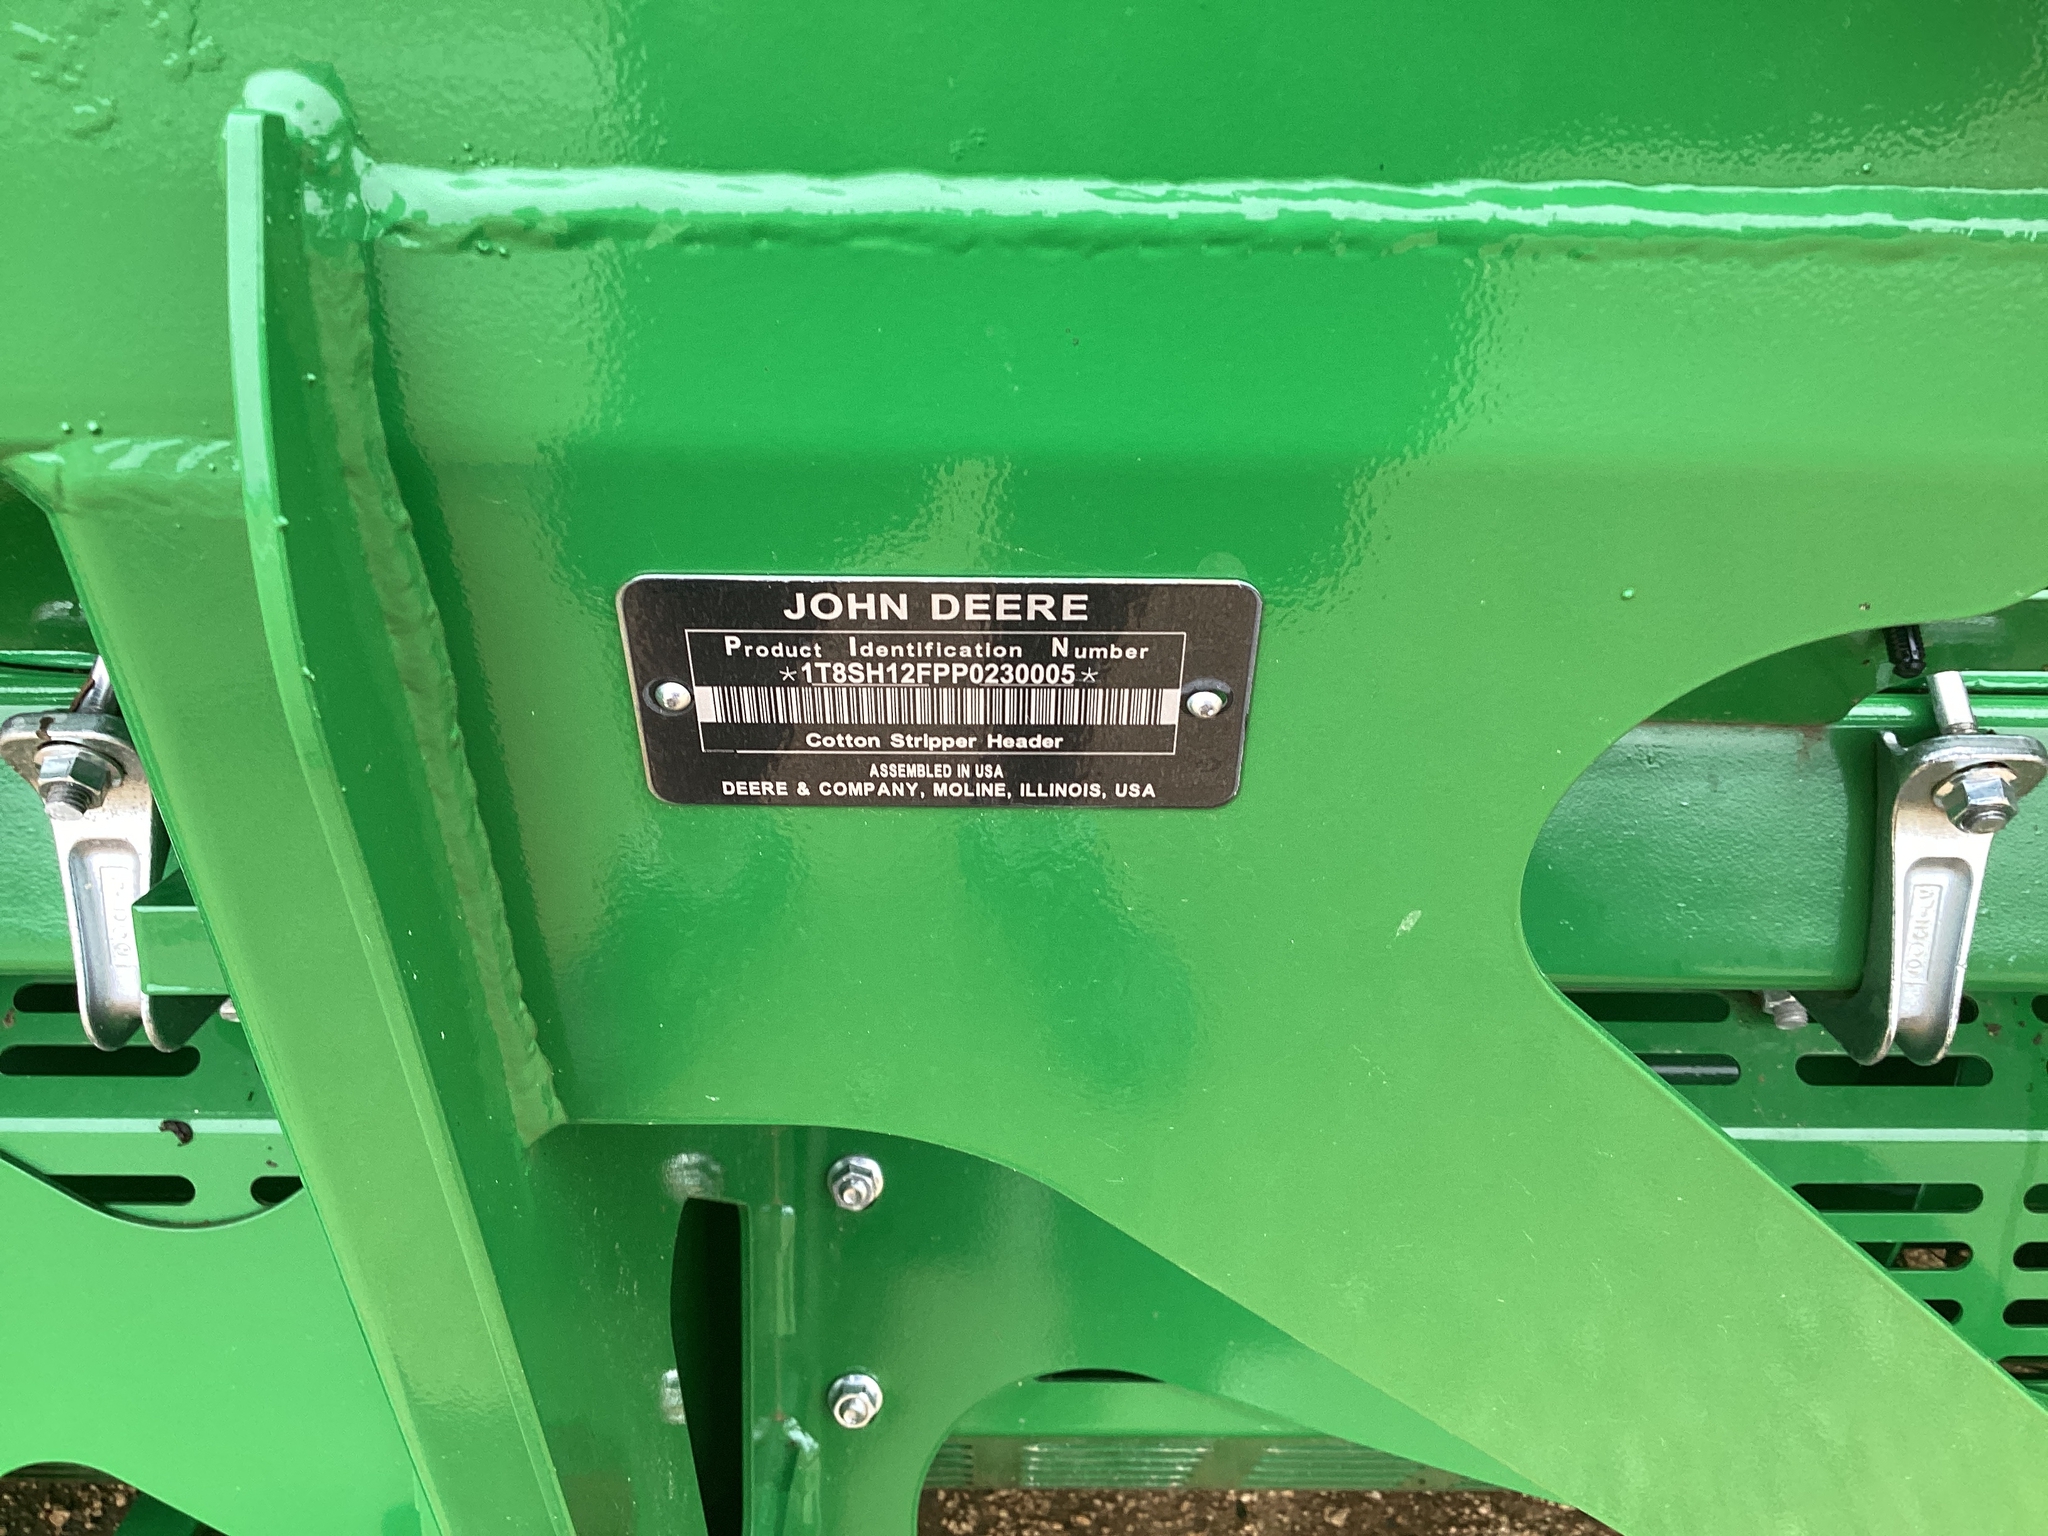 JOHN DEERE
Product Identification Number
*1T8SH12FPP0230005*
Cotton Stripper Header
ASSEMBLED IN USA
DEERE & COMPANY, MOLINE, ILLINOIS, USA